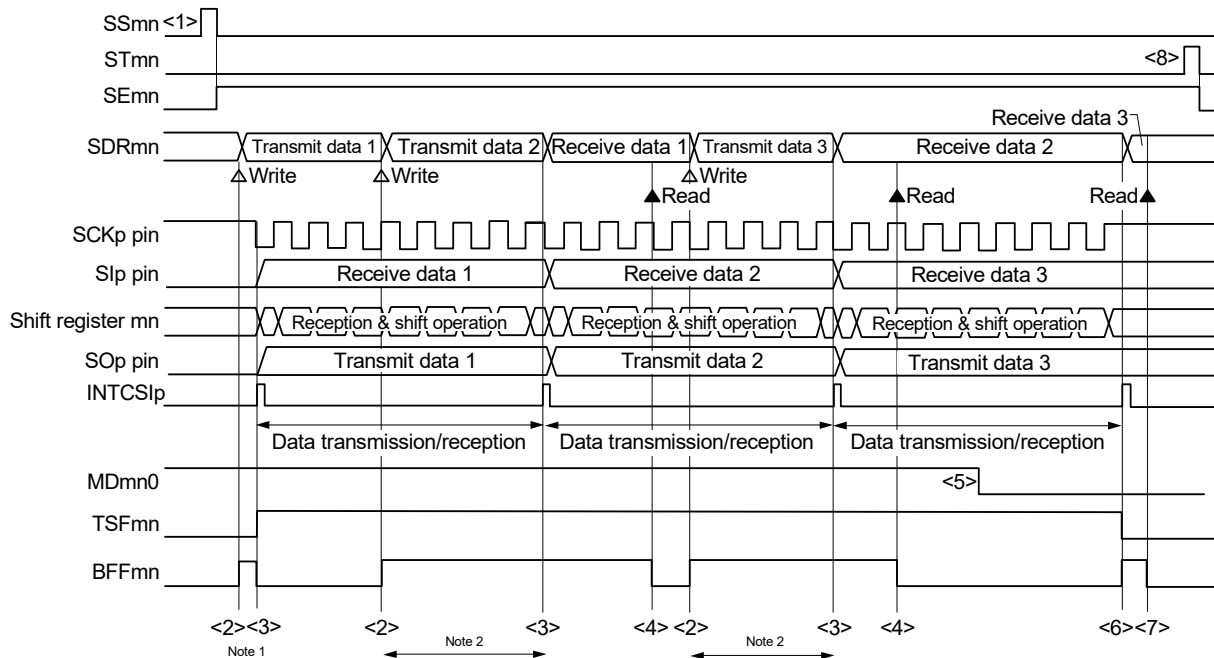 SSmn <1>
STmn <8>
SEmn
Receive data 3
SDRmn Transmit data 1 Transmit data 2 Receive data 1 Transmit data 3 Receive data 2
Write Write Write
Read Read Read
SCKp pin
SIp pin Receive data 1 Receive data 2 Receive data 3
Shift register mn Reception & shift operation Reception & shift operation Reception & shift operation
SOp pin Transmit data 1 Transmit data 2 Transmit data 3
INTCSIp
Data transmission/reception Data transmission/reception Data transmission/reception
MDmn0 <5>
TSFmn
BFFmn
<2> <3> <2> <3> <4> <2> <3> <4> <6> <7>
Note 1 Note 2 Note 2